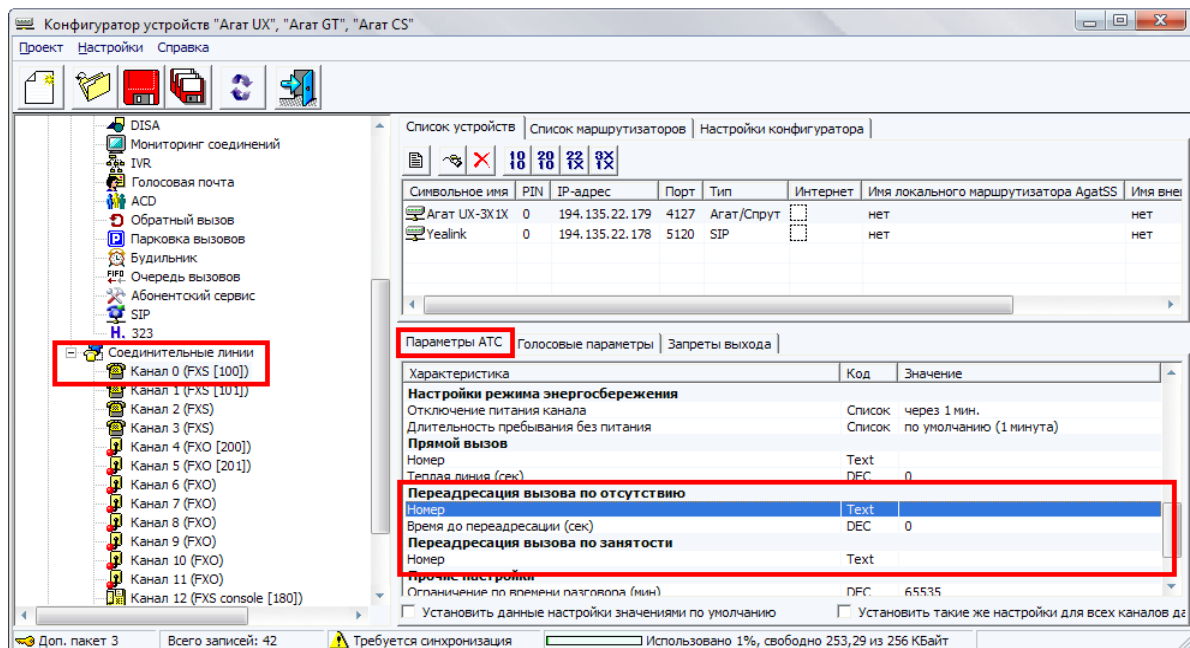 Конфигуратор устройств "Агат UX", "Агат GT", "Агат CS"
Проект Настройки Справка
DISA
Мониторинг соединений
IVR
Голосовая почта
ACD
Обратный вызов
Парковка вызовов
Будильник
FIFO Очередь вызовов
Абонентский сервис
SIP
H. 323
Соединительные линии
Канал 0 (FXS [100])
Канал 1 (FXS [101])
Канал 2 (FXS)
Канал 3 (FXS)
Канал 4 (FXO [200])
Канал 5 (FXO [201])
Канал 6 (FXO)
Канал 7 (FXO)
Канал 8 (FXO)
Канал 9 (FXO)
Канал 10 (FXO)
Канал 11 (FXO)
Канал 12 (FXS console [180])
Список устройств Список маршрутизаторов Настройки конфигуратора
Символьное имя PIN IP-адрес Порт Тип Интернет Имя локального маршрутизатора AgatSS Имя вне
Агат UX-3X1X 0 194.135.22.179 4127 Агат/Спрут нет нет
Yealink 0 194.135.22.178 5120 SIP нет нет
Параметры АТС Голосовые параметры Запреты выхода
Характеристика Код Значение
Настройки режима энергосбережения
Отключение питания канала Список через 1 мин.
Длительность пребывания без питания Список по умолчанию (1 минута)
Прямой вызов
Номер Text
Теплая линия (сек) DEC 0
Переадресация вызова по отсутствию
Номер Text
Время до переадресации (сек) DEC 0
Переадресация вызова по занятости
Номер Text
Прочие настройки
Ограничение по времени разговора (мин) DEC 65535
Установить данные настройки значениями по умолчанию Установить такие же настройки для всех каналов да
Доп. пакет 3 Всего записей: 42 Требуется синхронизация Использовано 1%, свободно 253,29 из 256 КБайт